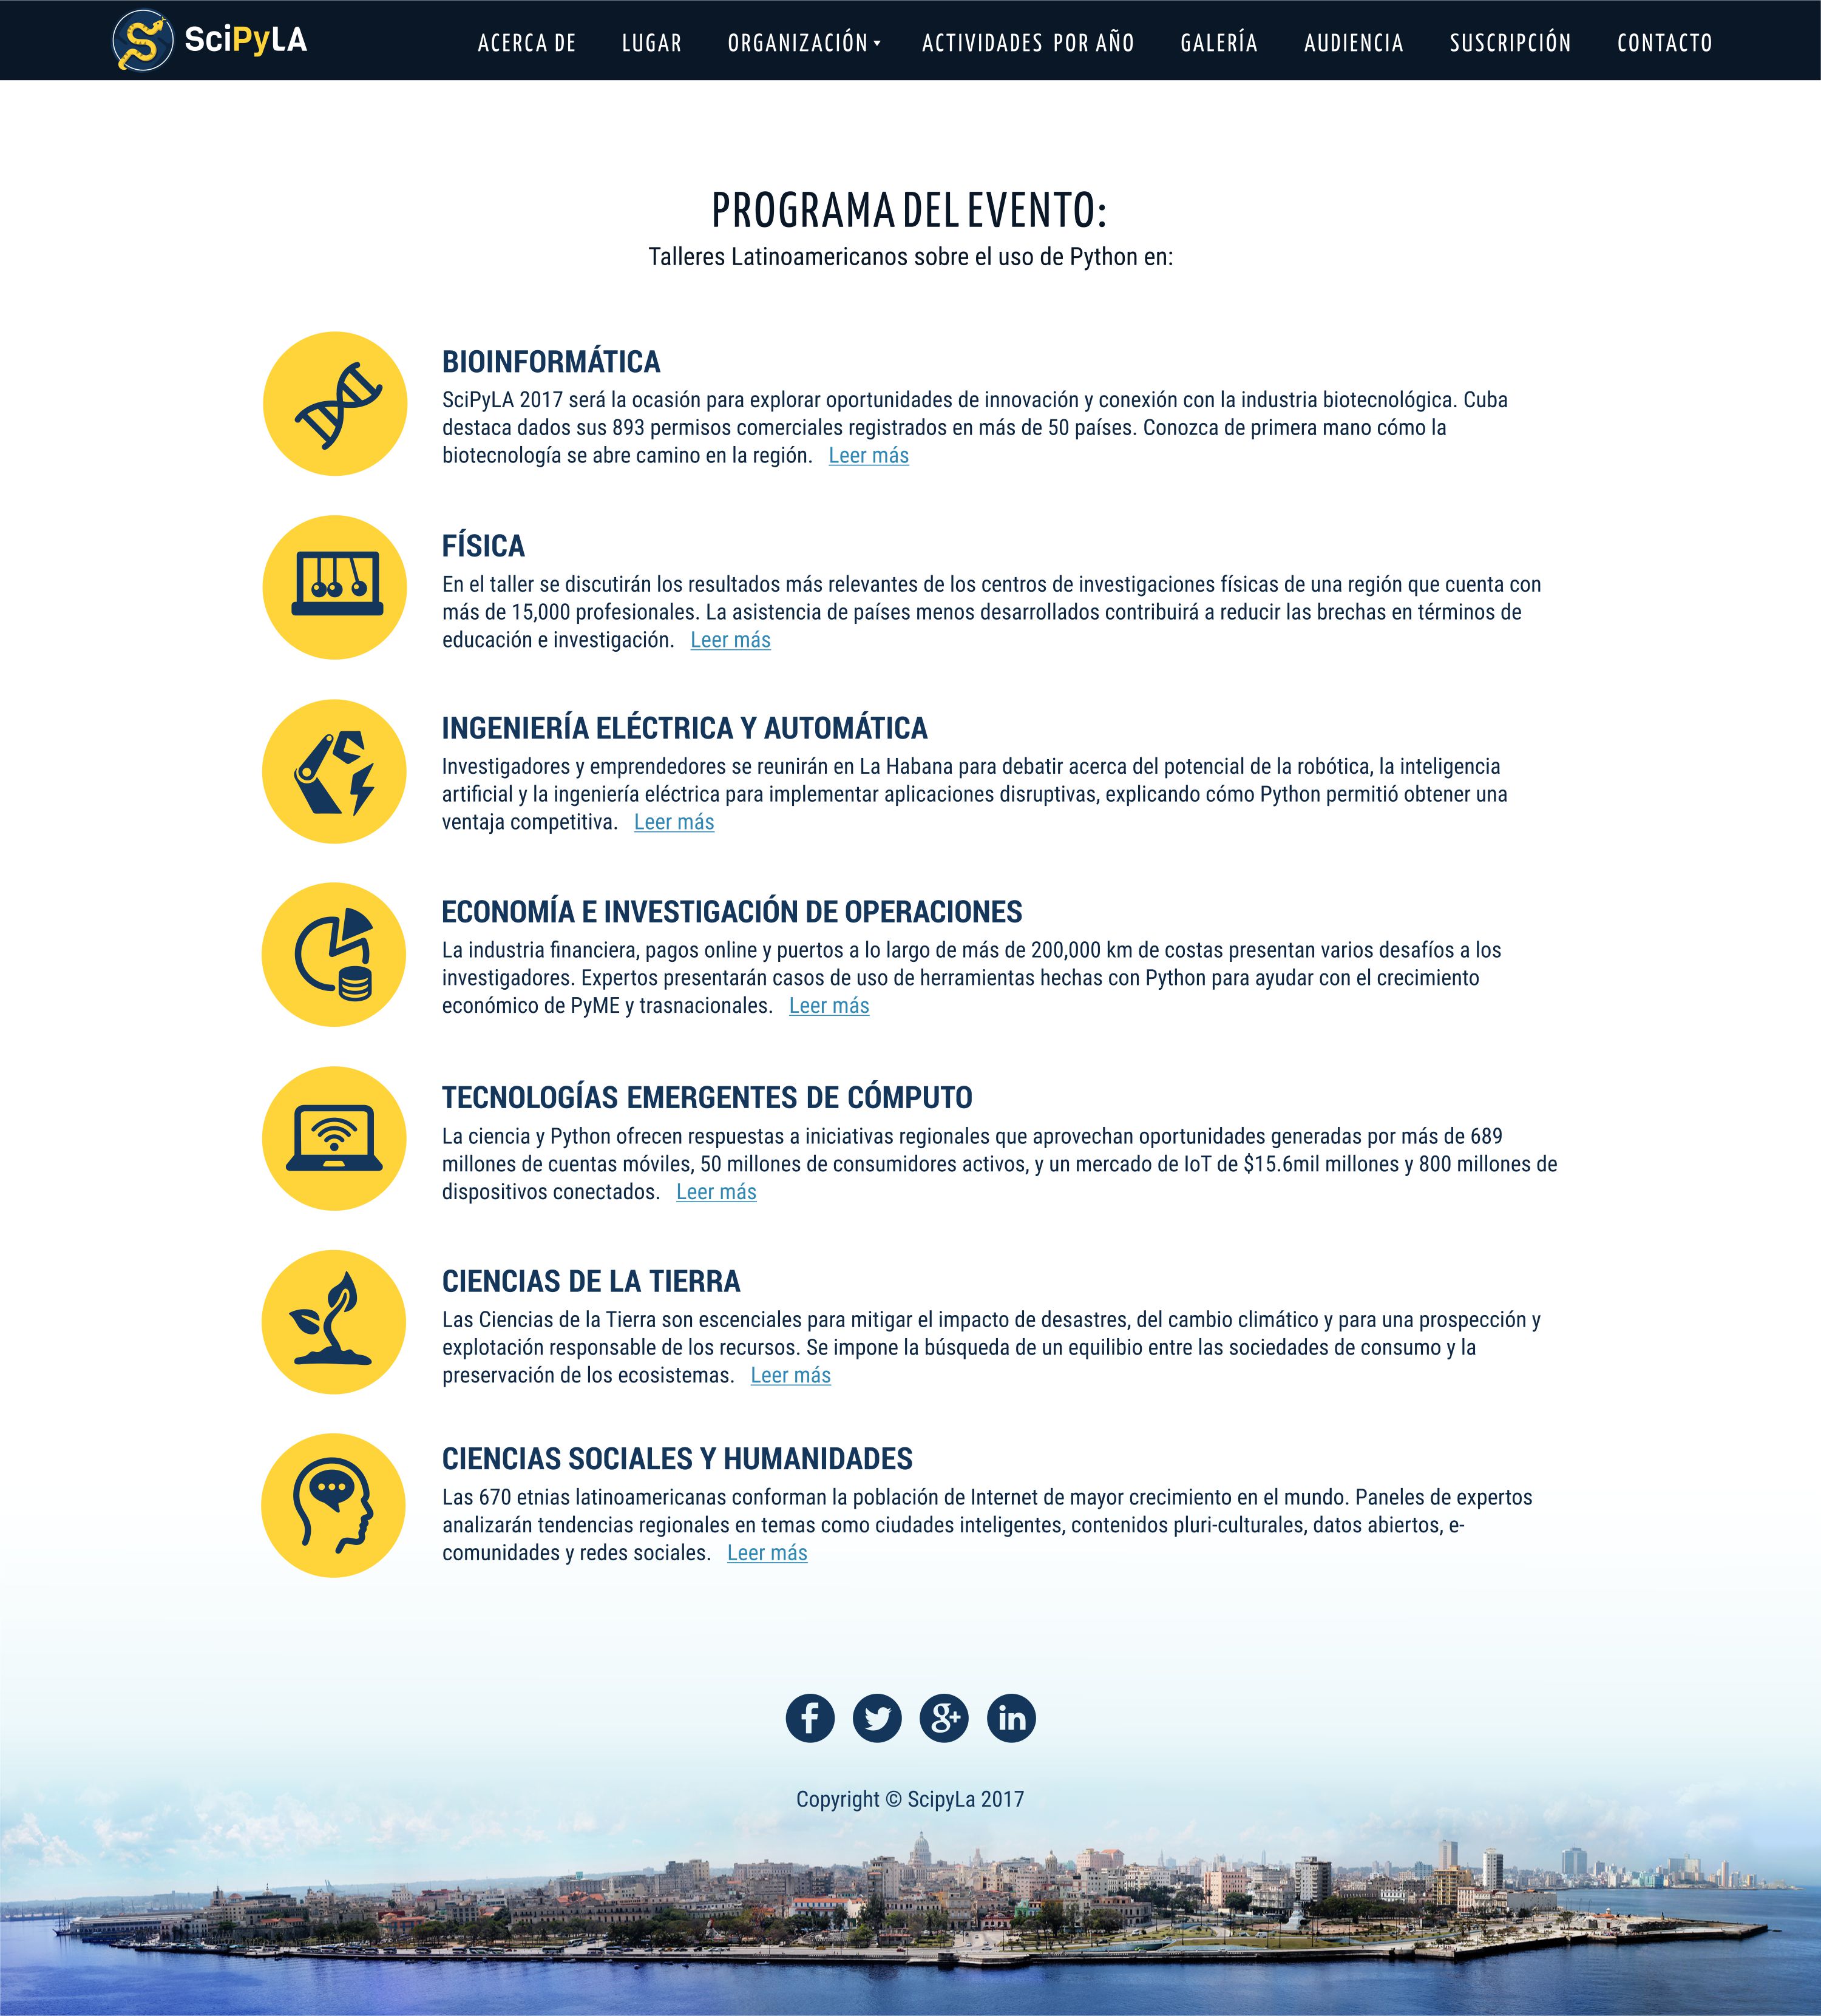 SciPyLA
ACERCA DE LUGAR ORGANIZACIÓN ACTIVIDADES POR AÑO GALERÍA AUDIENCIA SUSCRIPCIÓN CONTACTO
PROGRAMA DEL EVENTO:
Talleres Latinoamericanos sobre el uso de Python en:
BIOINFORMÁTICA
SciPyLA 2017 será la ocasión para explorar oportunidades de innovación y conexión con la industria biotecnológica. Cuba
destaca dados sus 893 permisos comerciales registrados en más de 50 países. Conozca de primera mano cómo la
biotecnología se abre camino en la región. Leer más
FÍSICA
En el taller se discutirán los resultados más relevantes de los centros de investigaciones físicas de una región que cuenta con
más de 15,000 profesionales. La asistencia de países menos desarrollados contribuirá a reducir las brechas en términos de
educación e investigación. Leer más
INGENIERÍA ELÉCTRICA Y AUTOMÁTICA
Investigadores y emprendedores se reunirán en La Habana para debatir acerca del potencial de la robótica, la inteligencia
artificial y la ingeniería eléctrica para implementar aplicaciones disruptivas, explicando cómo Python permitió obtener una
ventaja competitiva. Leer más
ECONOMÍA E INVESTIGACIÓN DE OPERACIONES
La industria financiera, pagos online y puertos a lo largo de más de 200,000 km de costas presentan varios desafíos a los
investigadores. Expertos presentarán casos de uso de herramientas hechas con Python para ayudar con el crecimiento
económico de PyME y trasnacionales. Leer más
TECNOLOGÍAS EMERGENTES DE CÓMPUTO
La ciencia y Python ofrecen respuestas a iniciativas regionales que aprovechan oportunidades generadas por más de 689
millones de cuentas móviles, 50 millones de consumidores activos, y un mercado de IoT de $15.6mil millones y 800 millones de
dispositivos conectados. Leer más
CIENCIAS DE LA TIERRA
Las Ciencias de la Tierra son escenciales para mitigar el impacto de desastres, del cambio climático y para una prospección y
explotación responsable de los recursos. Se impone la búsqueda de un equilibio entre las sociedades de consumo y la
preservación de los ecosistemas. Leer más
CIENCIAS SOCIALES Y HUMANIDADES
Las 670 etnias latinoamericanas conforman la población de Internet de mayor crecimiento en el mundo. Paneles de expertos
analizarán tendencias regionales en temas como ciudades inteligentes, contenidos pluri-culturales, datos abiertos, e-
comunidades y redes sociales. Leer más
f g+ in
Copyright © ScipyLa 2017